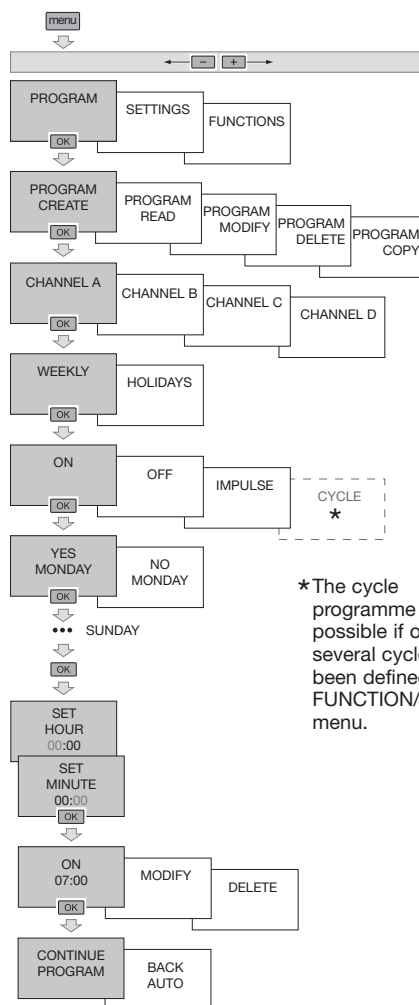 menu
− +
PROGRAM
SETTINGS
FUNCTIONS
OK
PROGRAM
CREATE
PROGRAM
READ
PROGRAM
MODIFY
PROGRAM
DELETE
PROGRAM
COPY
OK
CHANNEL A
CHANNEL B
CHANNEL C
CHANNEL D
OK
WEEKLY
HOLIDAYS
OK
ON
OFF
IMPULSE
CYCLE
*
OK
YES
MONDAY
NO
MONDAY
OK
••• SUNDAY
OK
* The cycle
programme
possible if
several
been
FUNCTION/
menu.
SET
HOUR
00:00
SET
MINUTE
00:00
OK
ON
07:00
MODIFY
DELETE
OK
CONTINUE
PROGRAM
BACK
AUTO